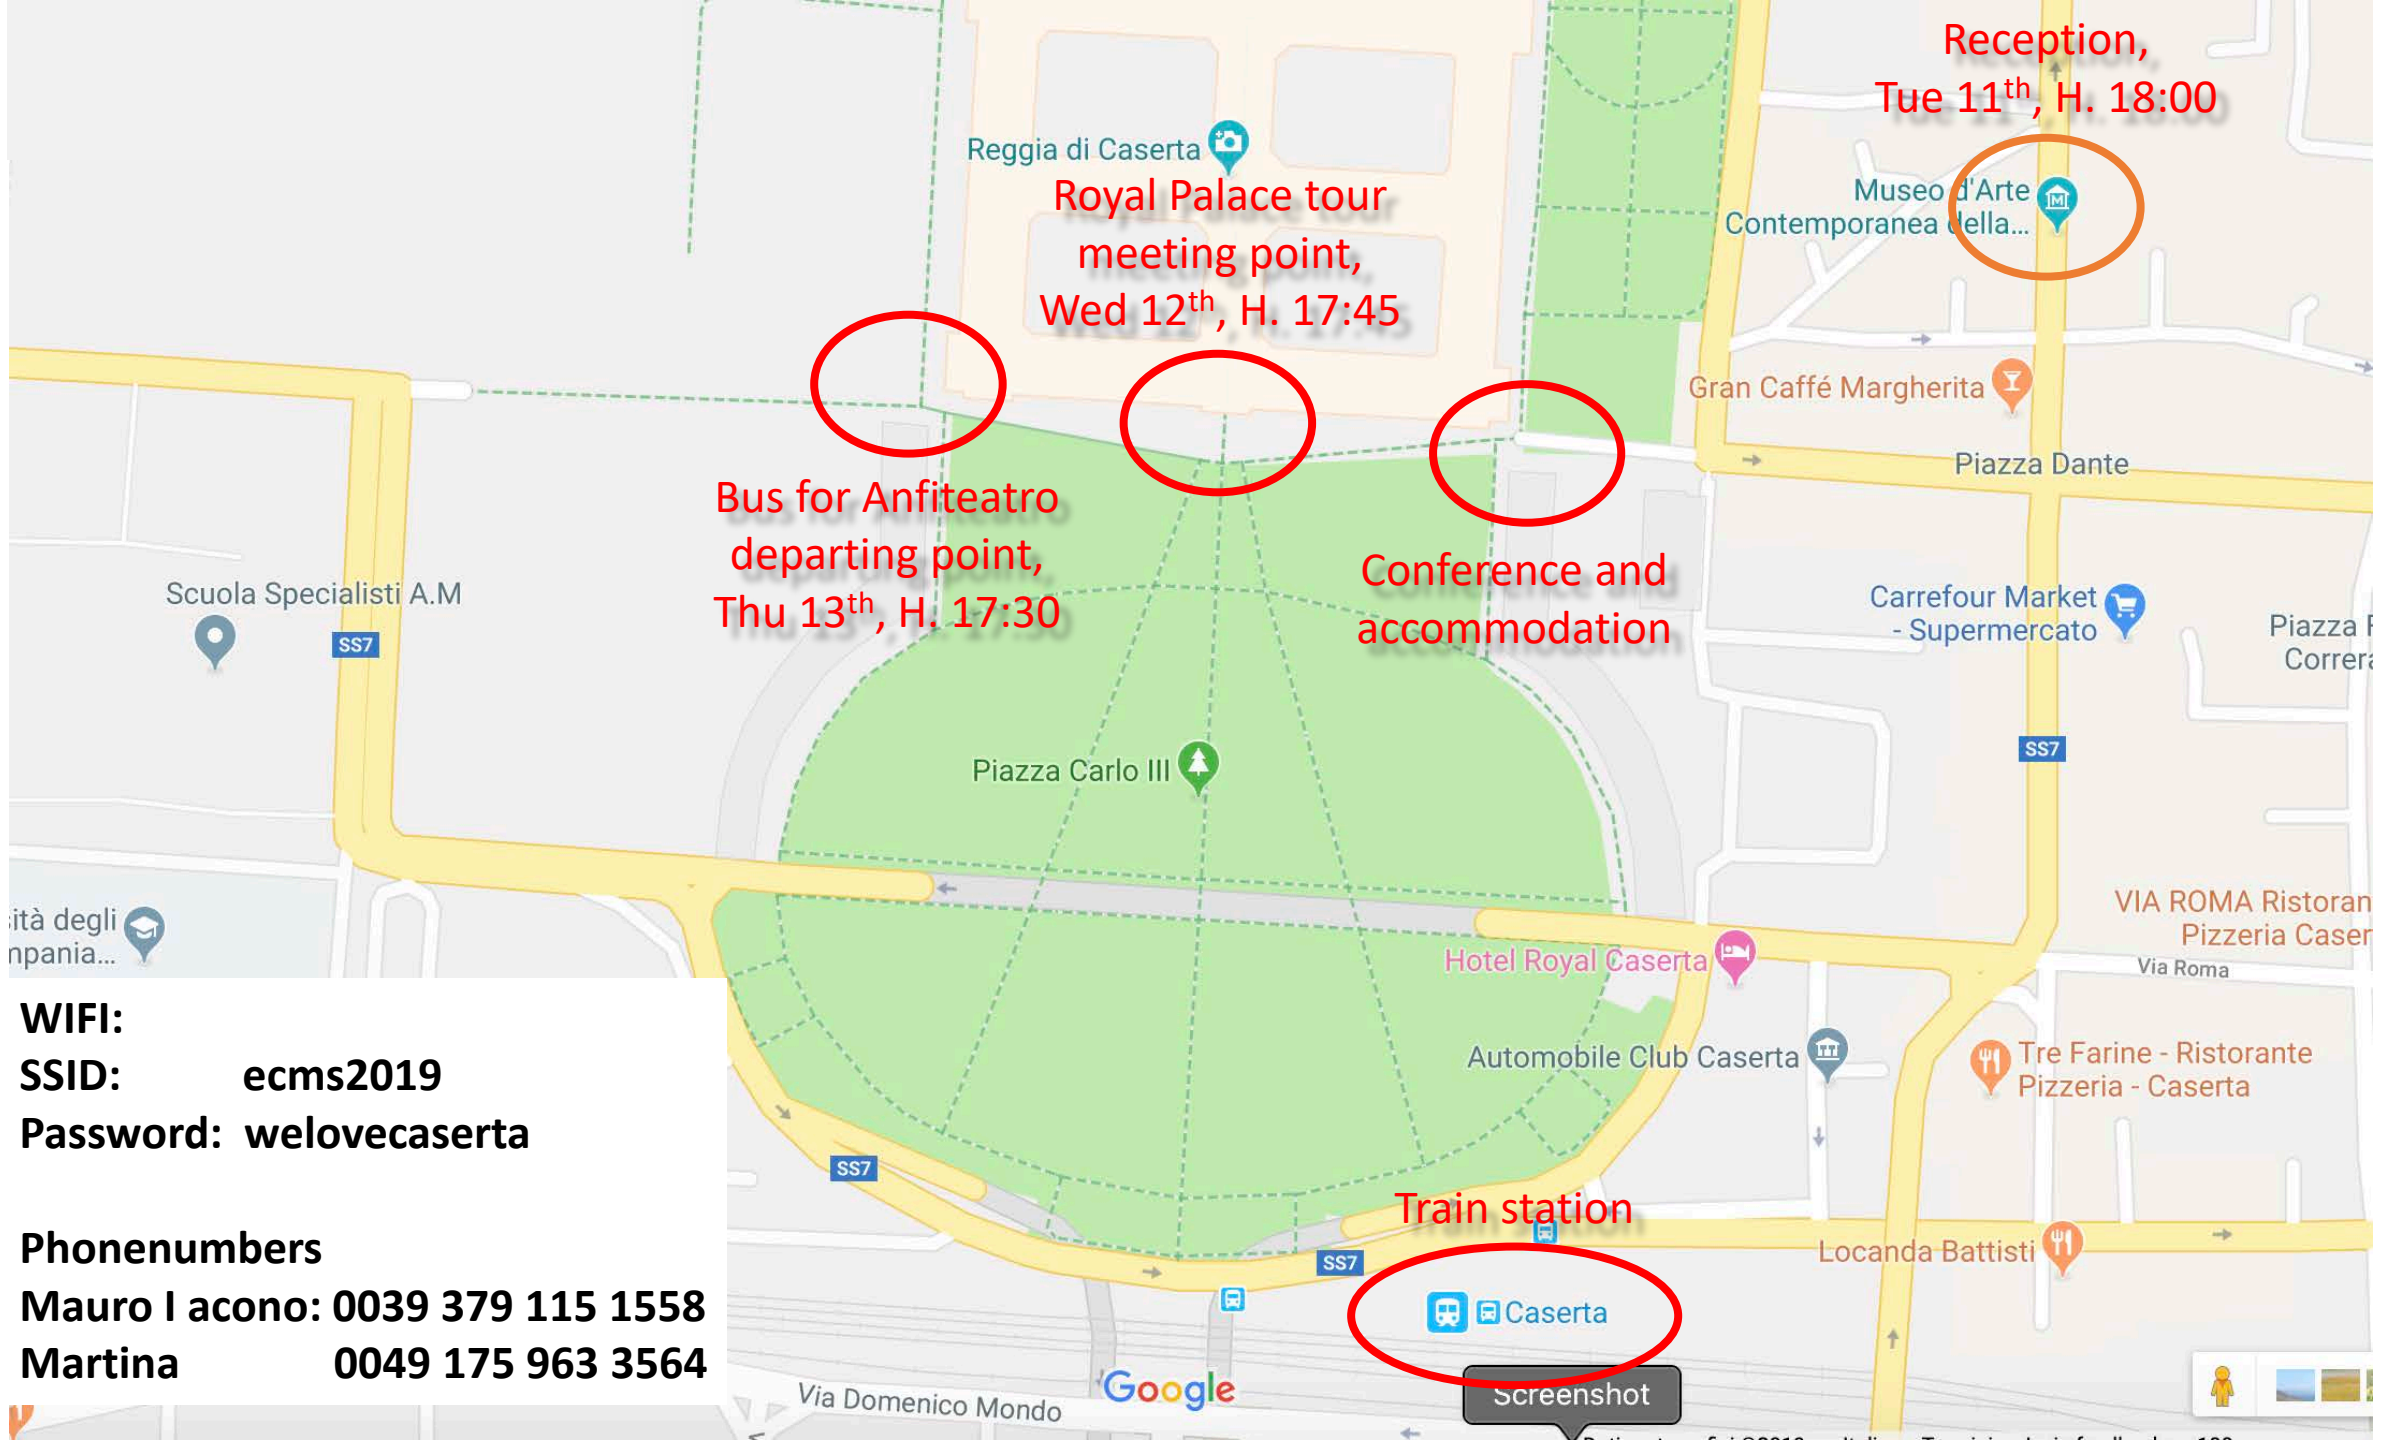 Reception,
Tue 11th, H. 18:00
Reggia di Caserta
Royal Palace tour
meeting point,
Wed 12th, H. 17:45
Museo d'Arte
Contemporanea della...
Gran Caffé Margherita
Piazza Dante
Bus for Anfiteatro
departing point,
Thu 13th, H. 17:30
Conference and
accommodation
Scuola Specialisti A.M
SS7
Carrefour Market
- Supermercato
Piazza
Correra
SS7
Piazza Carlo III
ità degli
mpania...
VIA ROMA Ristoran
Pizzeria Caser
Via Roma
Hotel Royal Caserta
Automobile Club Caserta
Tre Farine - Ristorante
Pizzeria - Caserta
WIFI:
SSID: ecms2019
Password: welovecaserta
Phonenumbers
Mauro I acono: 0039 379 115 1558
Martina 0049 175 963 3564
SS7
Train station
SS7
Locanda Battisti
Caserta
Google
Screenshot
Via Domenico Mondo